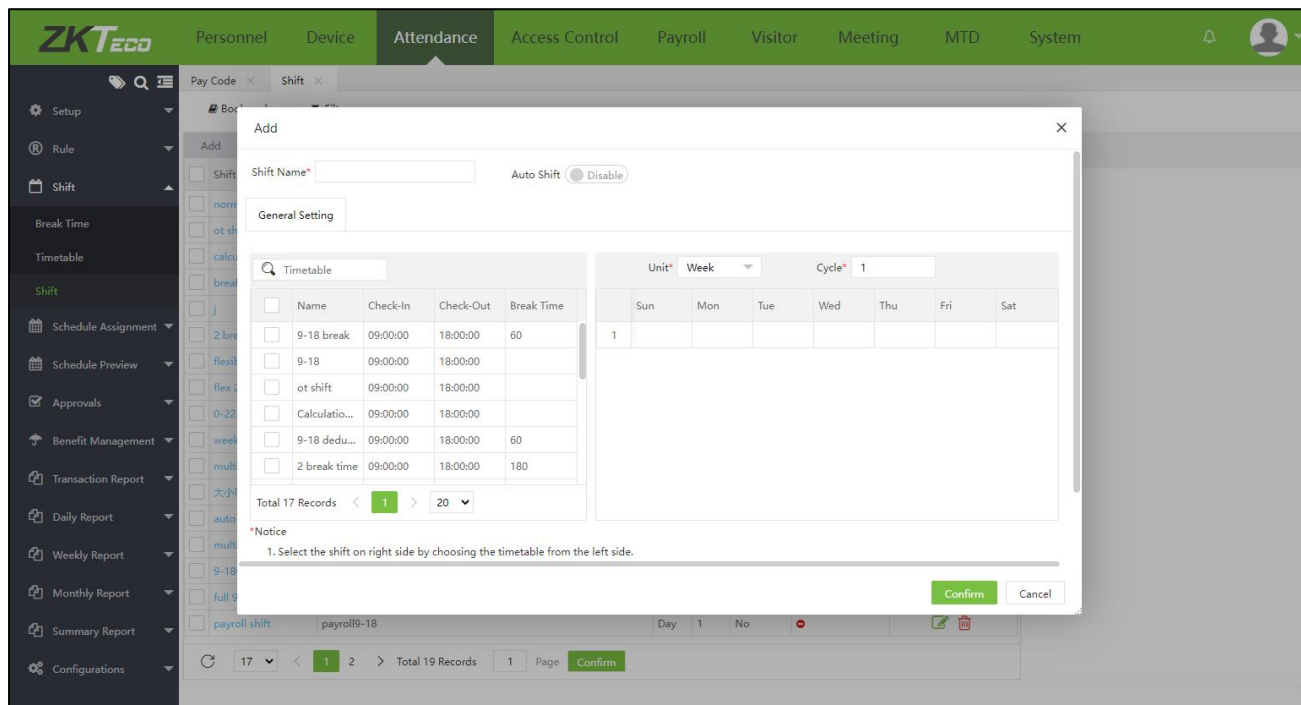 ZKTeco Personnel Device Attendance Access Control Payroll Visitor Meeting MTD System
Pay Code Shift
Setup
Rule
Shift
Break Time
Timetable
Shift
Schedule Assignment
Schedule Preview
Approvals
Benefit Management
Transaction Report
Daily Report
Weekly Report
Monthly Report
Summary Report
Configurations
Add
Shift
j
0-22
auto
9-18
full 9
Add
Shift Name* Auto Shift Disable
General Setting
Timetable Unit* Week Cycle* 1
Name Check-In Check-Out Break Time Sun Mon Tue Wed Thu Fri Sat
9-18 break 09:00:00 18:00:00 60 1
9-18 09:00:00 18:00:00
ot shift 09:00:00 18:00:00
Calculatio... 09:00:00 18:00:00
9-18 dedu... 09:00:00 18:00:00 60
2 break time 09:00:00 18:00:00 180
Total 17 Records 1 20
*Notice
1. Select the shift on right side by choosing the timetable from the left side.
Confirm Cancel
payroll shift payroll9-18 Day 1 No
17 1 2 Total 19 Records 1 Page Confirm